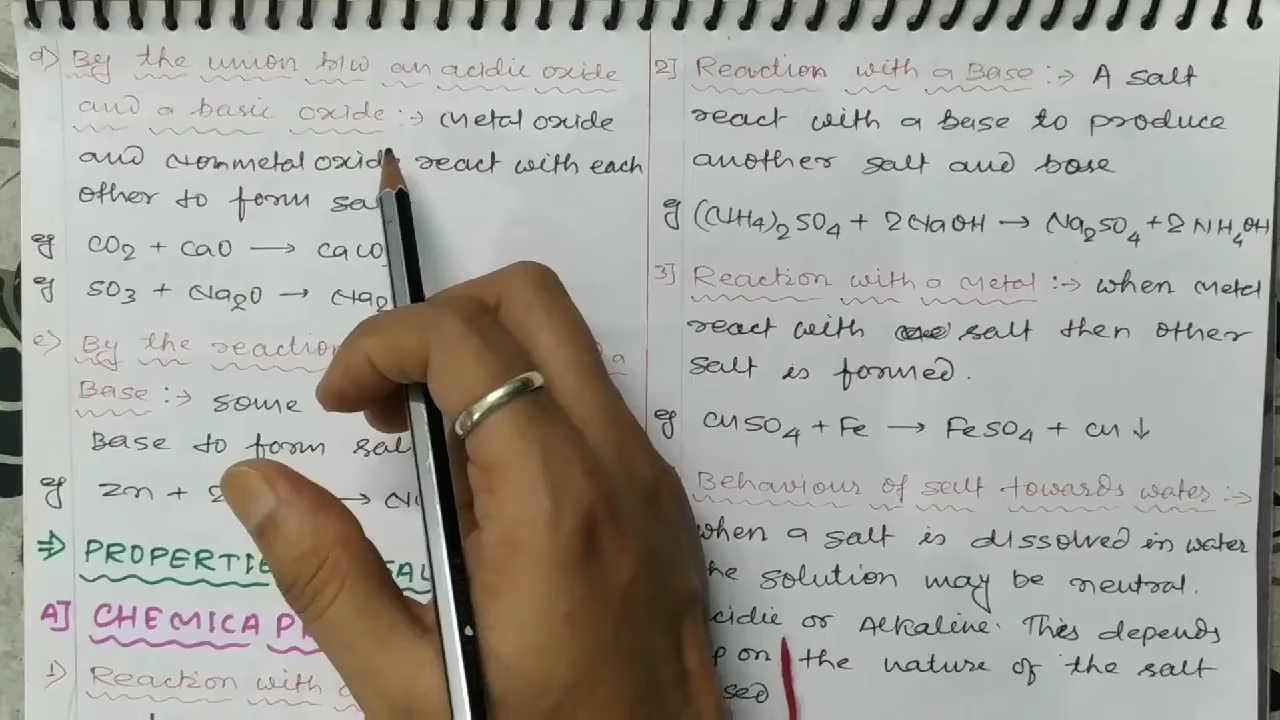 d) By the union b/w an acidic oxide
and a basic oxide :→ Metal oxide
and Nonmetal oxide react with each
other to form
eg CO2 + CaO → CaCO
eg SO3 + Na2O → Na2
e) By the reaction a
Base :→ some
Base to form
eg Zn + 2 →
⇒ PROPERTIE
A] CHEMICAL
1) Reaction with
2] Reaction with a Base :→ A salt
react with a base to produce
another salt and base
eg (NH4)2SO4 + 2NaOH → Na2SO4 + 2NH4OH
3] Reaction with a Metal :→ when Metal
react with salt then other
salt is formed.
eg CuSO4 + Fe → FeSO4 + Cu ↓
Behaviour of salt towards water :→
when a salt is dissolved in water
solution may be neutral.
or Alkaline. This depends
on the nature of the salt